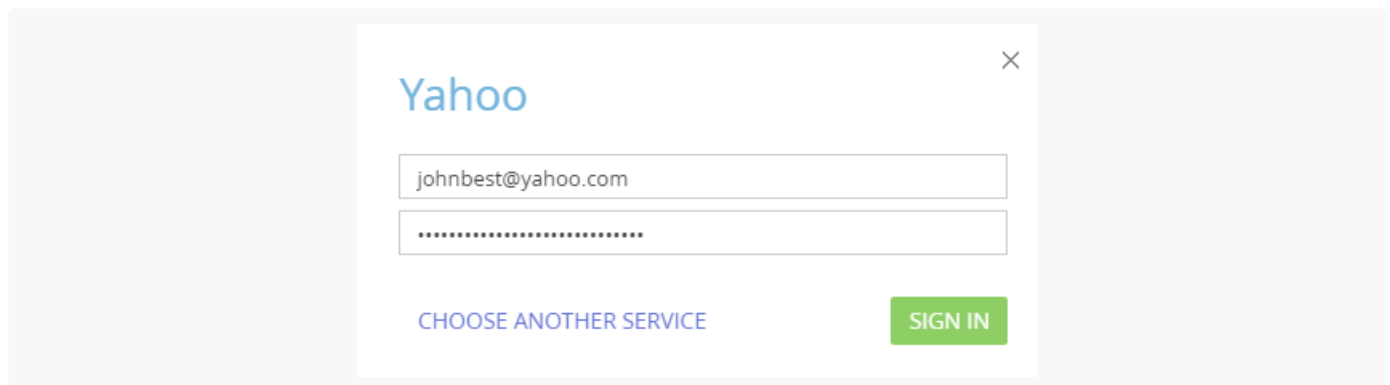 Yahoo
johnbest@yahoo.com
•••••••••••••••••••••••••••••
CHOOSE ANOTHER SERVICE
SIGN IN